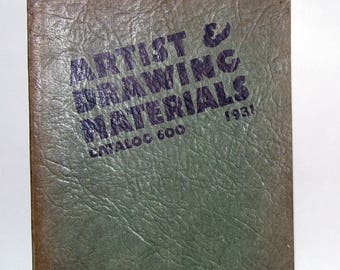 ARTIST &
DRAWING
MATERIALS
CATALOG 600 1931